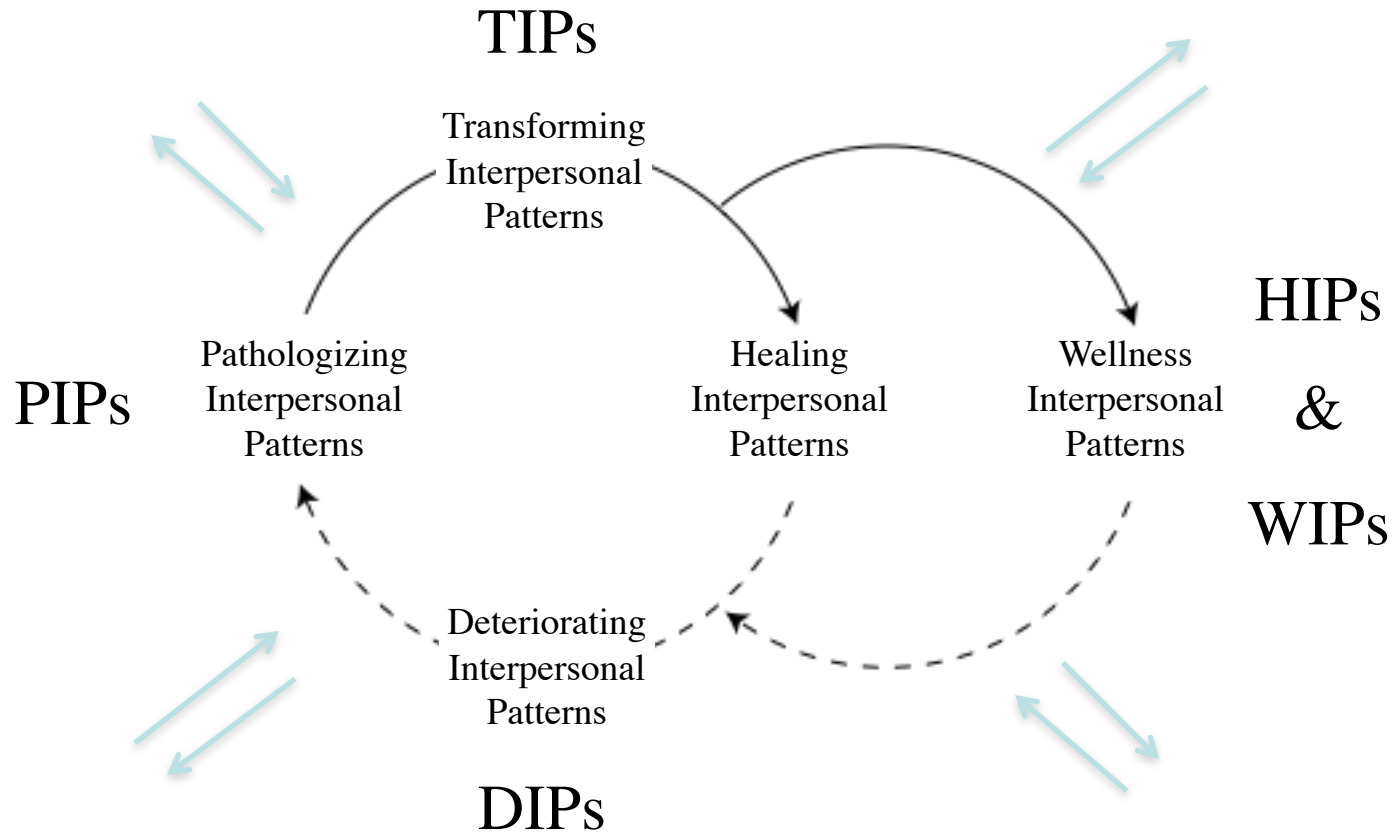 TIPs
Transforming
Interpersonal
Patterns
PIPs
Pathologizing
Interpersonal
Patterns
Healing
Interpersonal
Patterns
Wellness
Interpersonal
Patterns
HIPs
&
WIPs
Deteriorating
Interpersonal
Patterns
DIPs